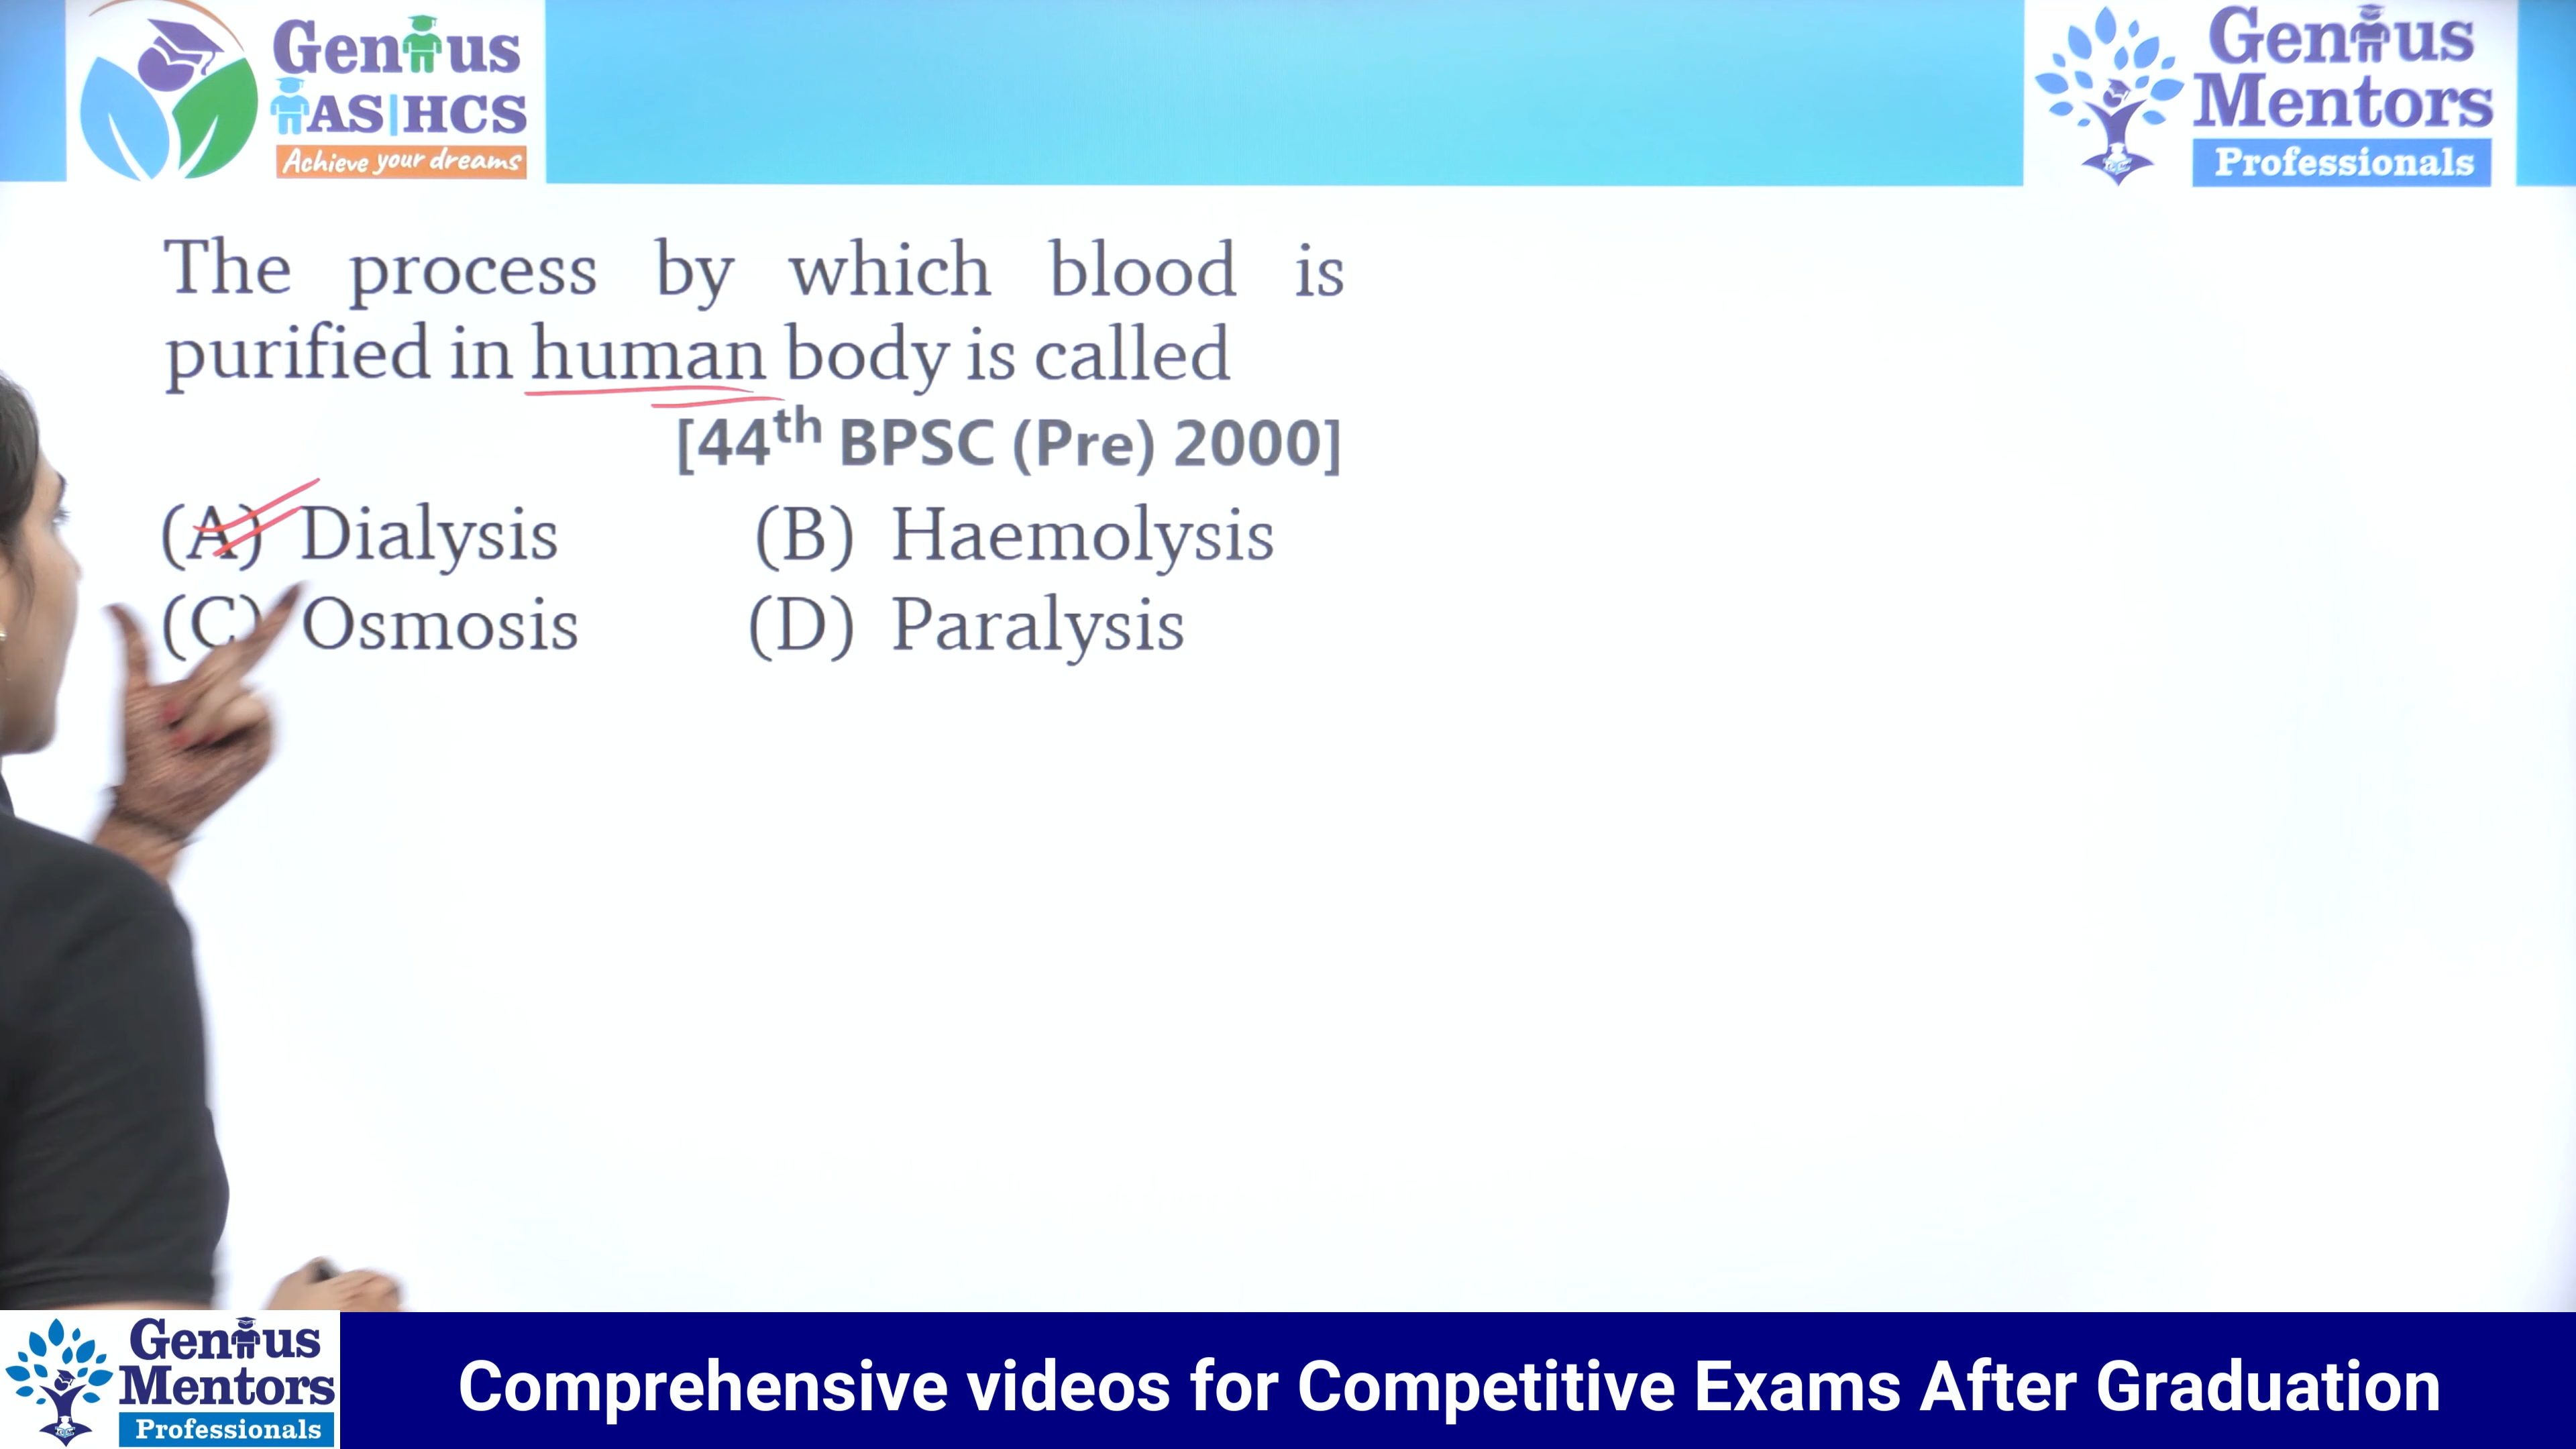 Genius
IAS|HCS
Achieve your dreams
Genius
Mentors
Professionals
The process by which blood is
purified in human body is called
[44th BPSC (Pre) 2000]
(A) Dialysis (B) Haemolysis
(C) Osmosis (D) Paralysis
Genius
Mentors
Professionals
Comprehensive videos for Competitive Exams After Graduation